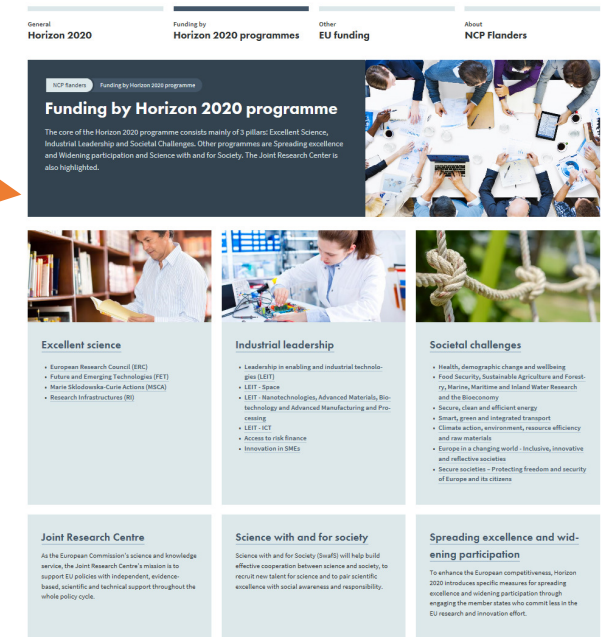 General
Horizon 2020
Funding by
Horizon 2020 programmes
Other
EU funding
About
NCP Flanders
NCP flanders
Funding by Horizon 2020 programme
Funding by Horizon 2020 programme
The core of the Horizon 2020 programme consists mainly of 3 pillars: Excellent Science,
Industrial Leadership and Societal Challenges. Other programmes are Spreading excellence
and Widening participation and Science with and for Society. The Joint Research Center is
also highlighted.
Excellent science
• European Research Council (ERC)
• Future and Emerging Technologies (FET)
• Marie Sklodowska-Curie Actions (MSCA)
• Research Infrastructures (RI)
Industrial leadership
• Leadership in enabling and industrial technolo-
gies (LEIT)
• LEIT - Space
• LEIT - Nanotechnologies, Advanced Materials, Bio-
technology and Advanced Manufacturing and Pro-
cessing
• LEIT - ICT
• Access to risk finance
• Innovation in SMEs
Societal challenges
• Health, demographic change and wellbeing
• Food Security, Sustainable Agriculture and Forest-
ry, Marine, Maritime and Inland Water Research
and the Bioeconomy
• Secure, clean and efficient energy
• Smart, green and integrated transport
• Climate action, environment, resource efficiency
and raw materials
• Europe in a changing world - Inclusive, innovative
and reflective societies
• Secure societies – Protecting freedom and security
of Europe and its citizens
Joint Research Centre
As the European Commission's science and knowledge
service, the Joint Research Centre's mission is to
support EU policies with independent, evidence-
based, scientific and technical support throughout the
whole policy cycle.
Science with and for society
Science with and for Society (SwafS) will help build
effective cooperation between science and society, to
recruit new talent for science and to pair scientific
excellence with social awareness and responsibility.
Spreading excellence and wid-
ening participation
To enhance the European competitiveness, Horizon
2020 introduces specific measures for spreading
excellence and widening participation through
engaging the member states who commit less in the
EU research and innovation effort.